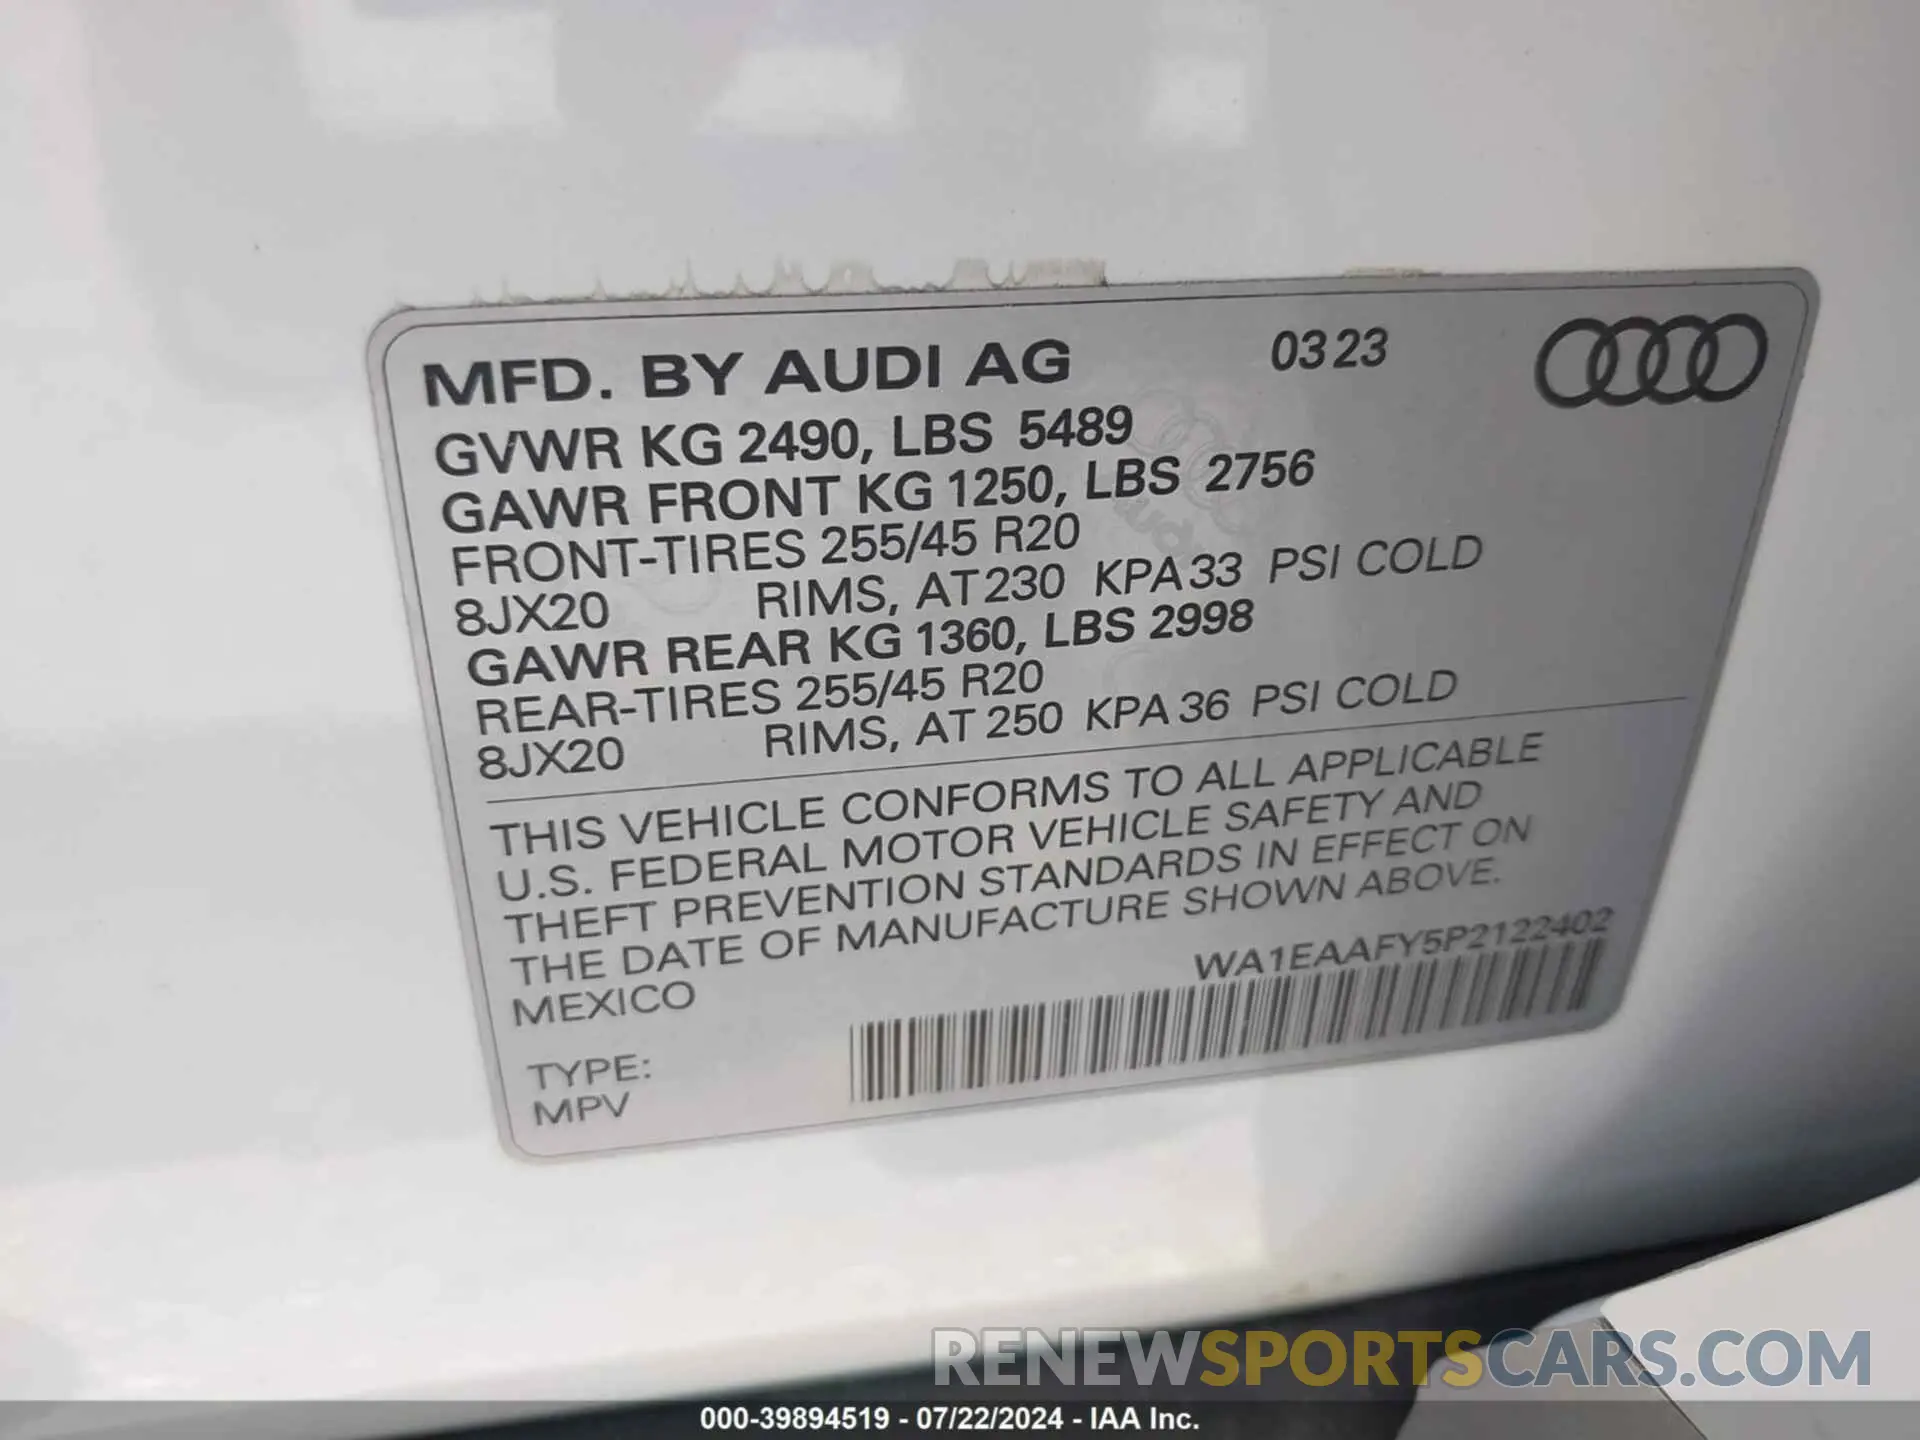 MFD. BY AUDI AG 03 23
GVWR KG 2490, LBS 5489
GAWR FRONT KG 1250, LBS 2756
FRONT-TIRES 255/45 R20
8JX20 RIMS, AT 230 KPA 33 PSI COLD
GAWR REAR KG 1360, LBS 2998
REAR-TIRES 255/45 R20
8JX20 RIMS, AT 250 KPA 36 PSI COLD
THIS VEHICLE CONFORMS TO ALL APPLICABLE
U.S. FEDERAL MOTOR VEHICLE SAFETY AND
THEFT PREVENTION STANDARDS IN EFFECT ON
THE DATE OF MANUFACTURE SHOWN ABOVE.
MEXICO WA1EAAFY5P2122402
TYPE:
MPV
RENEWSPORTSCARS.COM
000-39894519 - 07/22/2024 - IAA Inc.